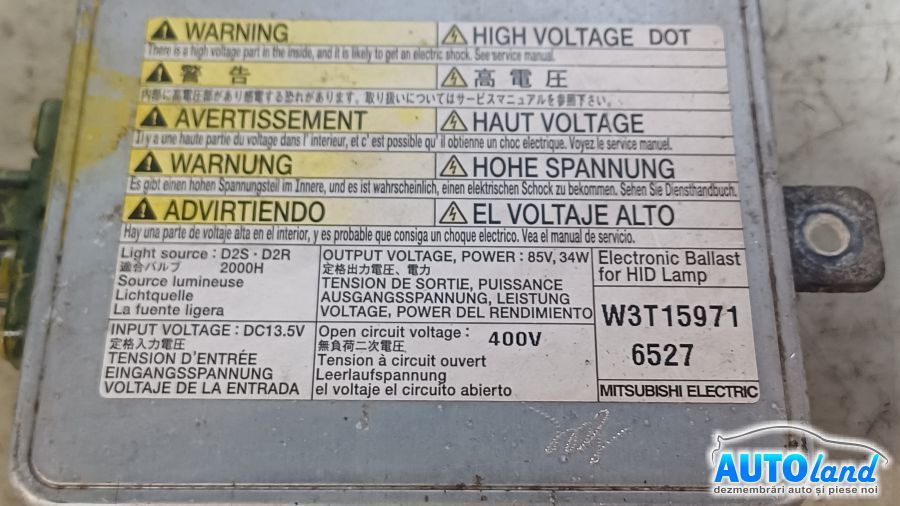 WARNING HIGH VOLTAGE DOT
There is a high voltage part in the inside, and it is likely to get an electric shock. See service manual.
警告 高電圧
内部に高電圧部があり感電する恐れがあります。取り扱いについてはサービスマニュアルを参照下さい。
AVERTISSEMENT HAUT VOLTAGE
Il y a une haute partie du voltage dans l' interieur, et c' est possible qu' il obtienne un choc electrique. Voyez le service manuel.
WARNUNG HOHE SPANNUNG
Es gibt einen hohen Spannungsteil im Innere, und es ist wahrscheinlich, einen elektrischen Schock zu bekommen. Sehen Sie Diensthandbuch.
ADVIRTIENDO EL VOLTAJE ALTO
Hay una parte de voltaje alta en el interior, y es probable que consiga un choque electrico. Vea el manual de servicio.
Light source : D2S・D2R
適合バルブ 2000H
Source lumineuse
Lichtquelle
La fuente ligera
OUTPUT VOLTAGE, POWER : 85V, 34W
定格出力電圧、電力
TENSION DE SORTIE, PUISSANCE
AUSGANGSSPANNUNG, LEISTUNG
VOLTAGE, POWER DEL RENDIMIENTO
Electronic Ballast
for HID Lamp
W3T15971
6527
MITSUBISHI ELECTRIC
INPUT VOLTAGE : DC13.5V
定格入力電圧
TENSION D'ENTRÉE
EINGANGSSPANNUNG
VOLTAJE DE LA ENTRADA
Open circuit voltage : 400V
無負荷二次電圧
Tension à circuit ouvert
Leerlaufspannung
el voltaje el circuito abierto
AUTOland
dezmembrări auto și piese noi